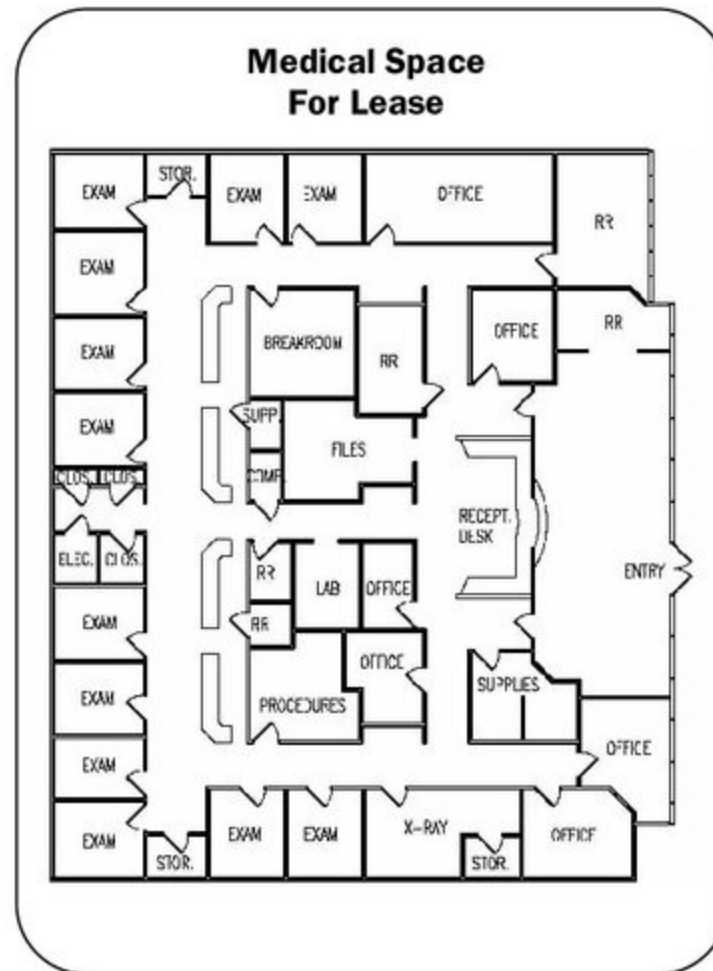 Medical Space
For Lease
EXAM
STOR.
EXAM
EXAM
OFFICE
RR
EXAM
OFFICE
RR
EXAM
BREAKROOM
RR
EXAM
SUPP.
FILES
CLOS.
CLOS.
COMP.
RECEPT.
DESK
ELEC.
CLOS.
RR
LAB
OFFICE
ENTRY
EXAM
RR
OFFICE
EXAM
PROCEDURES
SUPPLIES
OFFICE
EXAM
EXAM
STOR.
EXAM
EXAM
X-RAY
STOR.
OFFICE